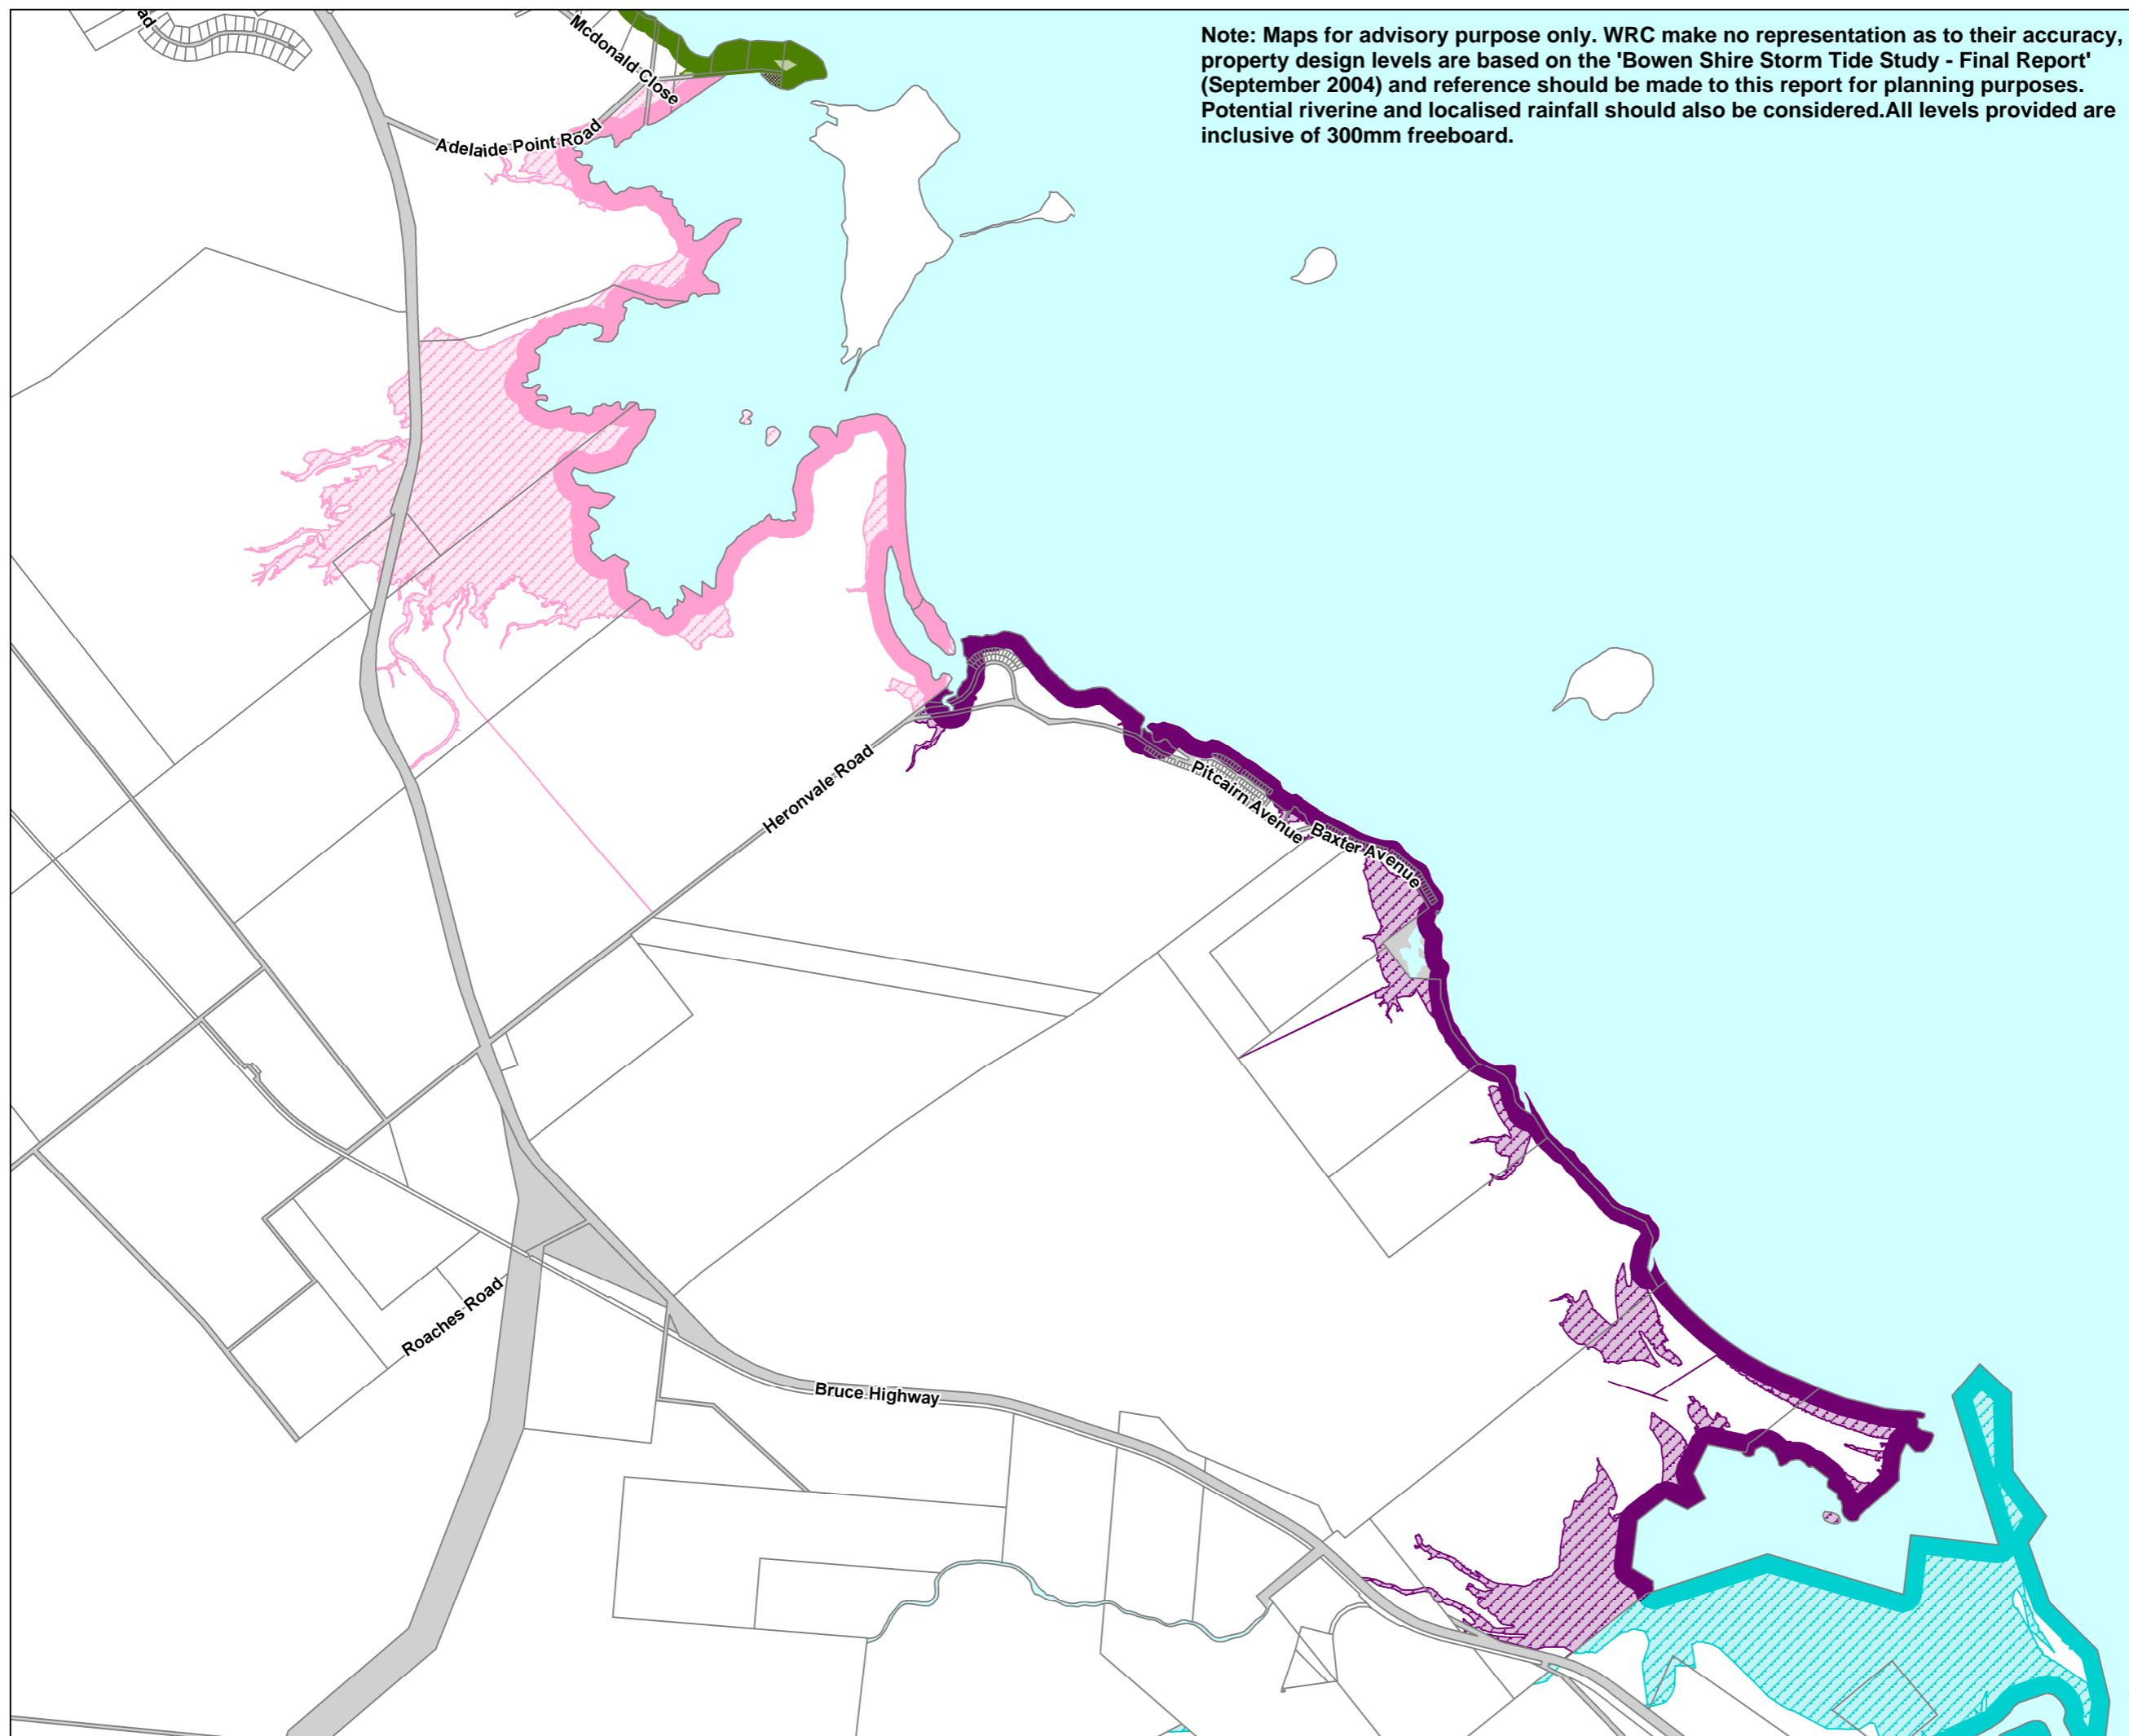 Note: Maps for advisory purpose only. WRC make no representation as to their accuracy,
property design levels are based on the 'Bowen Shire Storm Tide Study - Final Report'
(September 2004) and reference should be made to this report for planning purposes.
Potential riverine and localised rainfall should also be considered.All levels provided are
inclusive of 300mm freeboard.
Mcdonald Close
Adelaide Point Road
Heronvale Road
Pitcairn Avenue
Baxter Avenue
Roaches Road
Bruce Highway